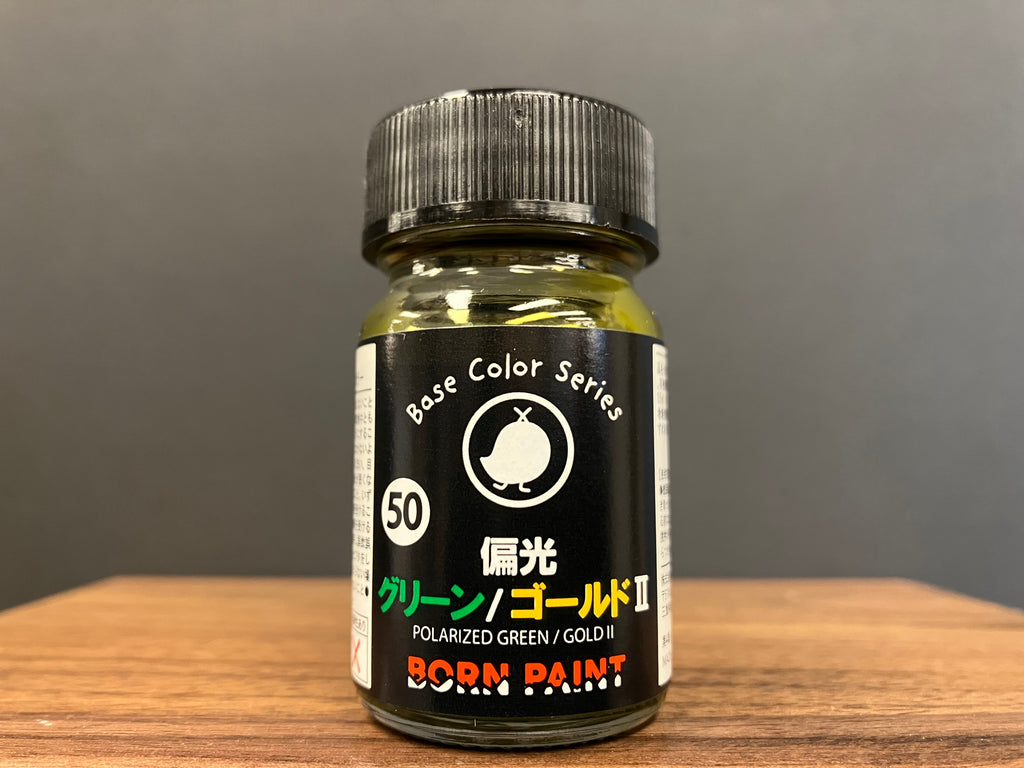 Base Color Series
50
偏光
グリーン/ゴールドⅡ
POLARIZED GREEN / GOLD II
BORN PAINT